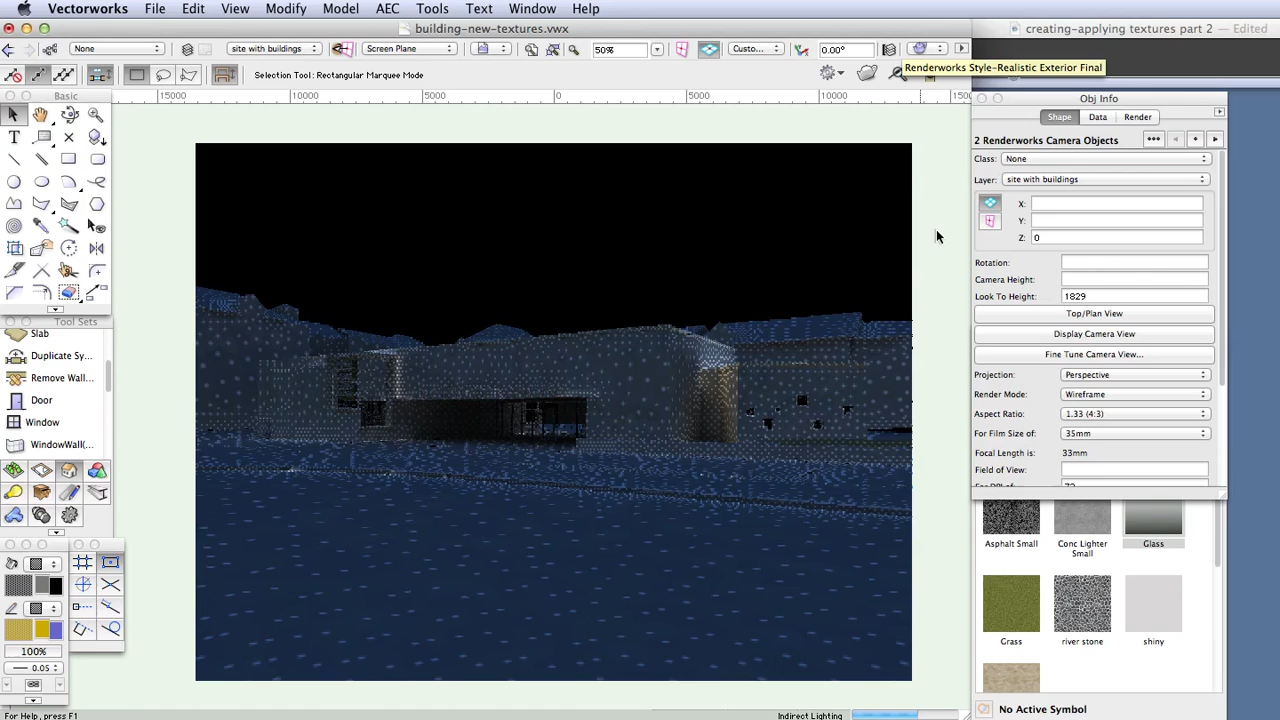 Vectorworks File Edit View Modify Model AEC Tools Text Window Help
building-new-textures.vwx
creating-applying textures part 2 — Edited
None site with buildings Screen Plane 50% Custo... 0.00°
Renderworks Style-Realistic Exterior Final
Selection Tool: Rectangular Marquee Mode
Basic
15000 10000 5000 0 5000 10000 1500
Obj Info
Shape Data Render
2 Renderworks Camera Objects
Class: None
Layer: site with buildings
X:
Y:
Z: 0
Rotation:
Camera Height:
Look To Height: 1829
Top/Plan View
Display Camera View
Fine Tune Camera View...
Projection: Perspective
Render Mode: Wireframe
Aspect Ratio: 1.33 (4:3)
For Film Size of: 35mm
Focal Length is: 33mm
Field of View:
Tool Sets
Slab
Duplicate Sy...
Remove Wall...
Door
Window
WindowWall(...
100%
0.05
Asphalt Small
Conc Lighter Small
Glass
Grass
river stone
shiny
No Active Symbol
For Help, press F1
Indirect Lighting